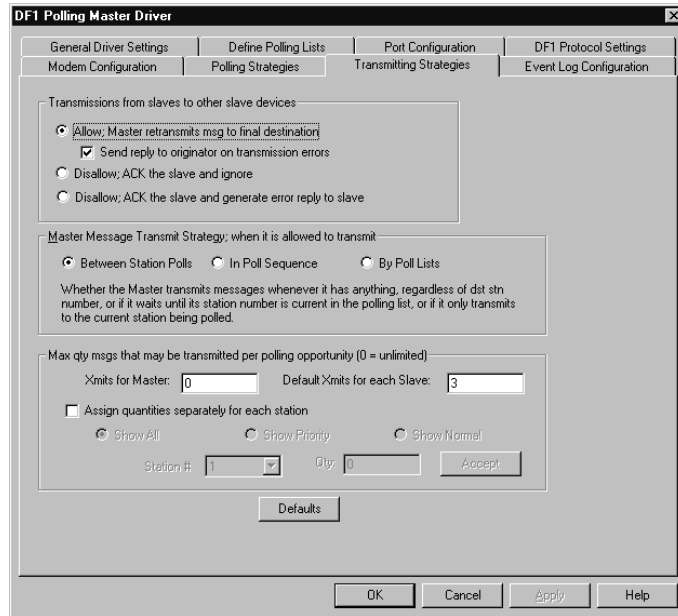 DF1 Polling Master Driver
General Driver Settings
Define Polling Lists
Port Configuration
DF1 Protocol Settings
Modem Configuration
Polling Strategies
Transmitting Strategies
Event Log Configuration
Transmissions from slaves to other slave devices
Allow; Master retransmits msg to final destination
Send reply to originator on transmission errors
Disallow; ACK the slave and ignore
Disallow; ACK the slave and generate error reply to slave
Master Message Transmit Strategy; when it is allowed to transmit
Between Station Polls
In Poll Sequence
By Poll Lists
Whether the Master transmits messages whenever it has anything, regardless of dst stn
number, or if it waits until its station number is current in the polling list, or if it only transmits
to the current station being polled.
Max qty msgs that may be transmitted per polling opportunity (0 = unlimited)
Xmits for Master: 0
Default Xmits for each Slave: 3
Assign quantities separately for each station
Show All
Show Priority
Show Normal
Station # 1
Qty: 0
Accept
Defaults
OK
Cancel
Apply
Help